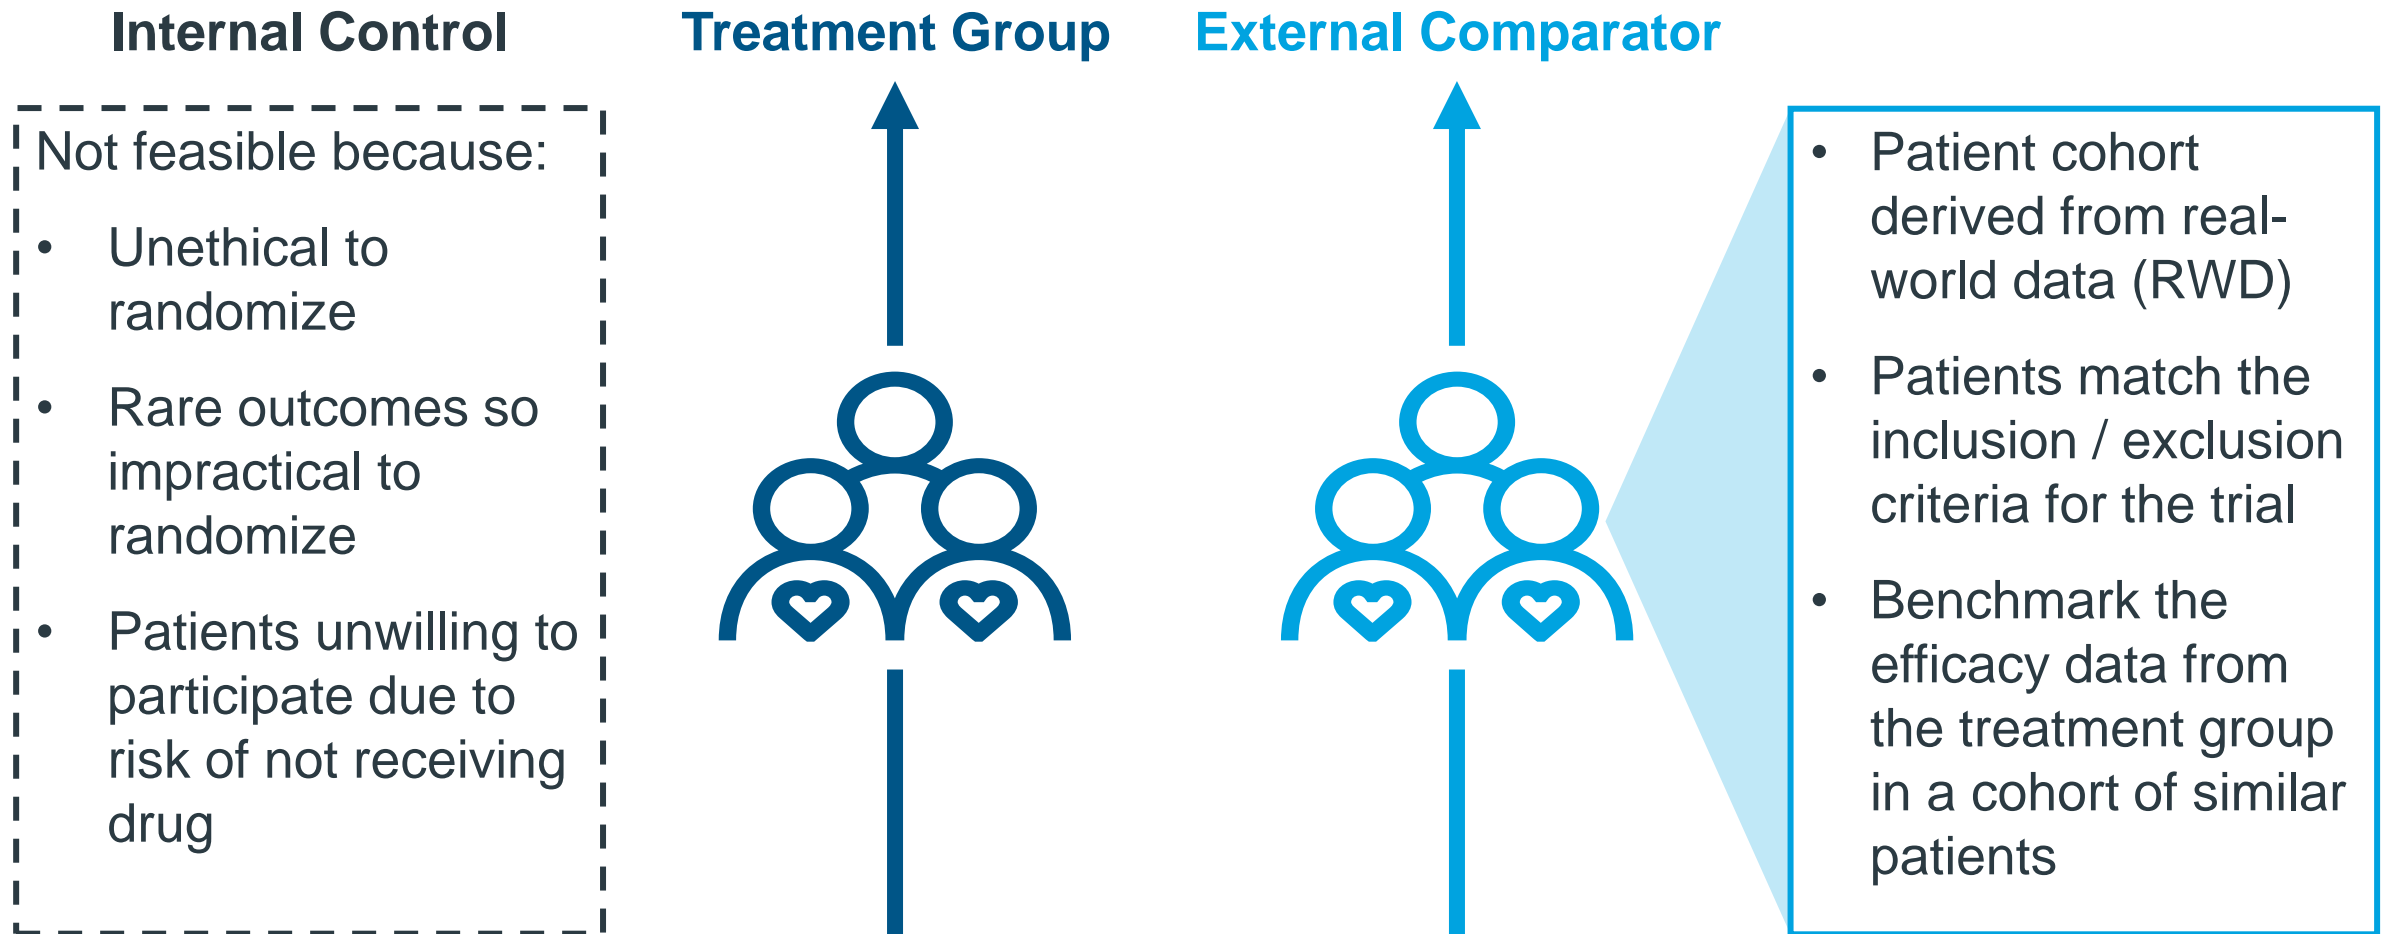 Internal Control
Not feasible because:
• Unethical to
randomize
• Rare outcomes so
impractical to
randomize
• Patients unwilling to
participate due to
risk of not receiving
drug
Treatment Group
External Comparator
• Patient cohort
derived from real-
world data (RWD)
• Patients match the
inclusion / exclusion
criteria for the trial
• Benchmark the
efficacy data from
the treatment group
in a cohort of similar
patients